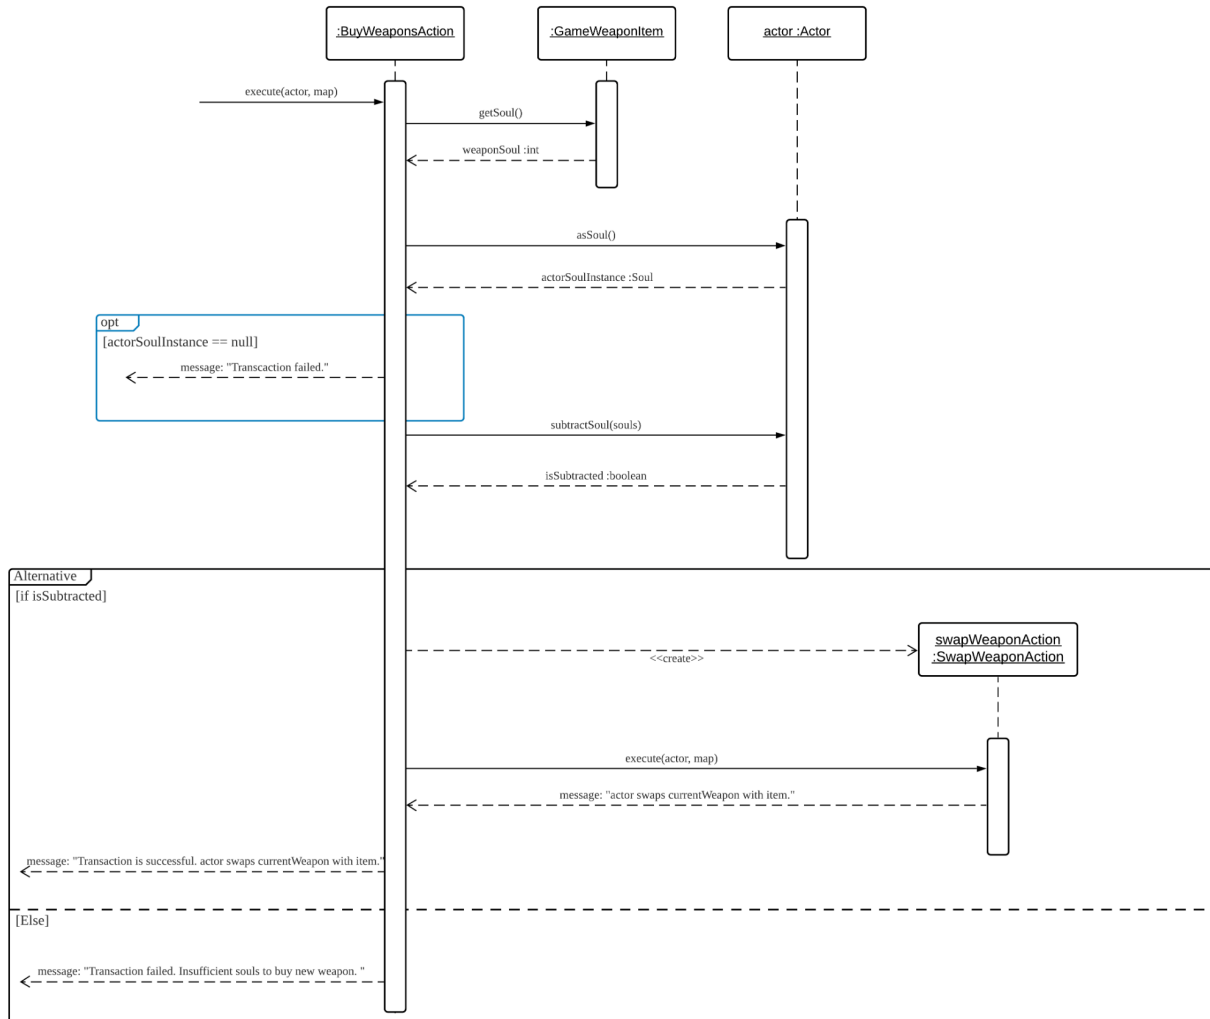 :BuyWeaponsAction
:GameWeaponItem
actor :Actor
execute(actor, map)
getSoul()
weaponSoul :int
asSoul()
actorSoulInstance :Soul
opt
[actorSoulInstance == null]
message: "Transcaction failed."
subtractSoul(souls)
isSubtracted :boolean
Alternative
[if isSubtracted]
swapWeaponAction
:SwapWeaponAction
<<create>>
execute(actor, map)
message: "actor swaps currentWeapon with item."
message: "Transaction is successful. actor swaps currentWeapon with item."
[Else]
message: "Transaction failed. Insufficient souls to buy new weapon. "